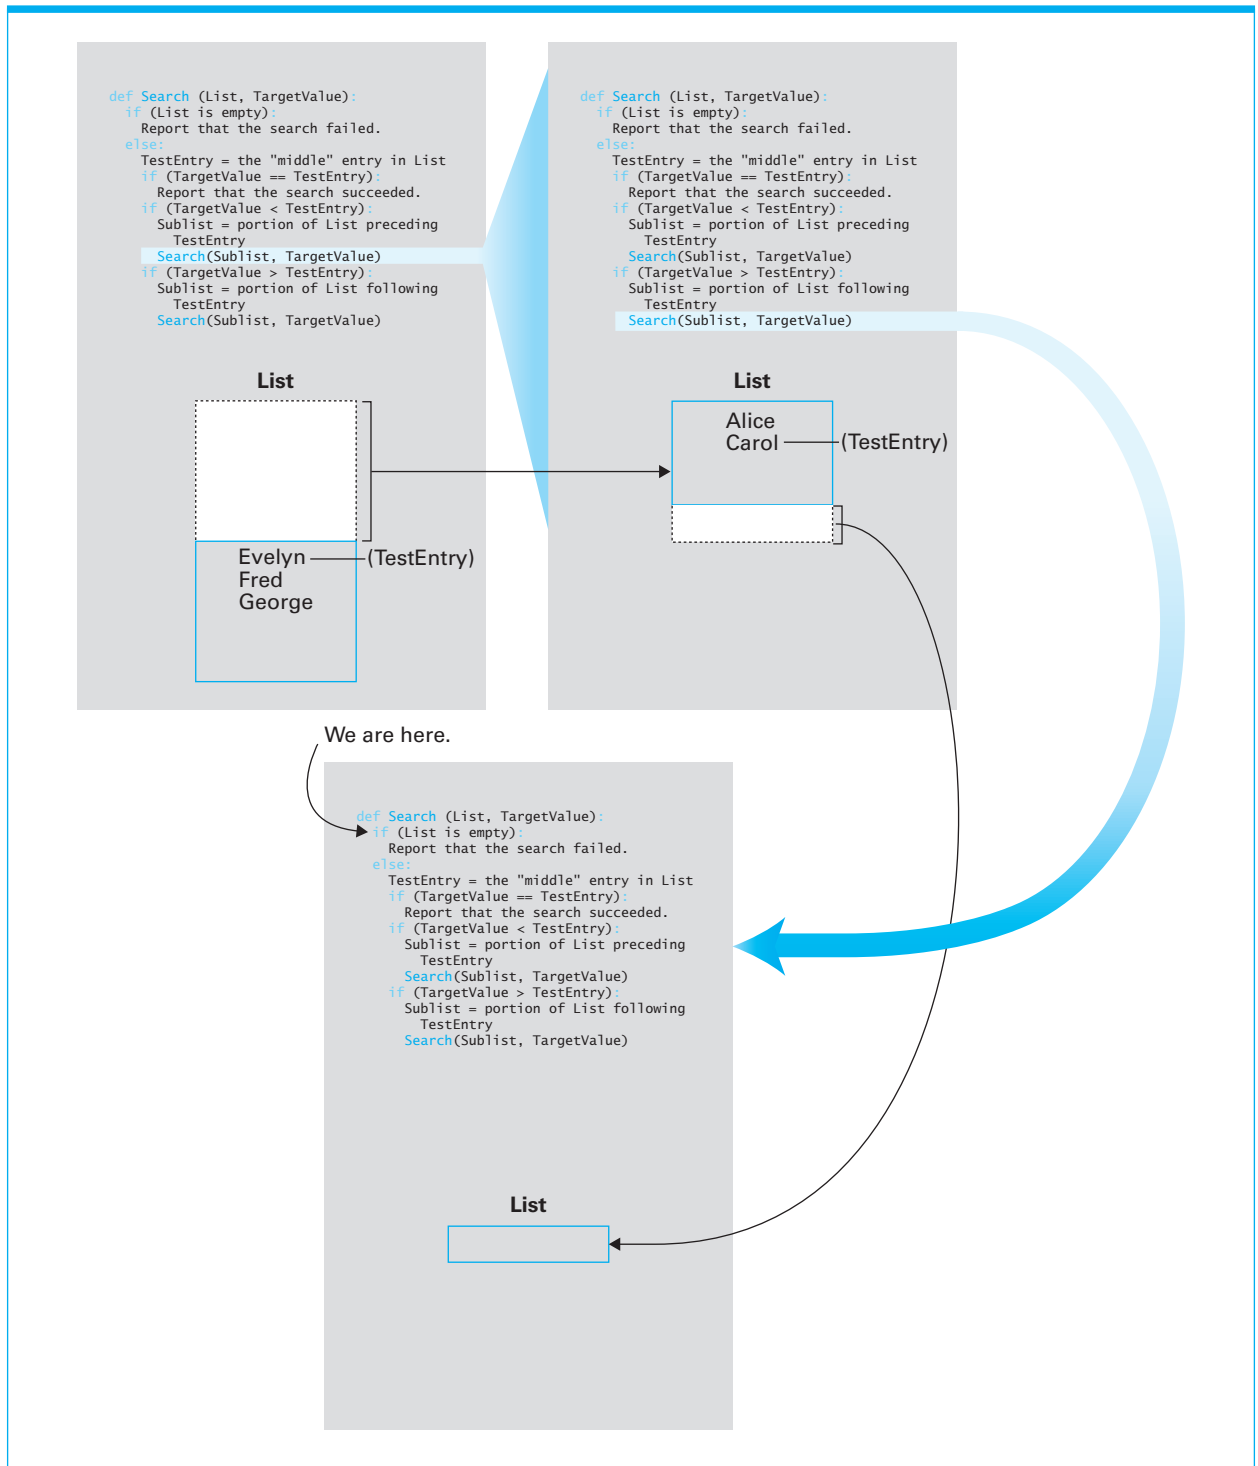 def Search (List, TargetValue):
if (List is empty):
Report that the search failed.
else:
TestEntry = the "middle" entry in List
if (TargetValue == TestEntry):
Report that the search succeeded.
if (TargetValue < TestEntry):
Sublist = portion of List preceding
TestEntry
Search(Sublist, TargetValue)
if (TargetValue > TestEntry):
Sublist = portion of List following
TestEntry
Search(Sublist, TargetValue)
List
Evelyn (TestEntry)
Fred
George
def Search (List, TargetValue):
if (List is empty):
Report that the search failed.
else:
TestEntry = the "middle" entry in List
if (TargetValue == TestEntry):
Report that the search succeeded.
if (TargetValue < TestEntry):
Sublist = portion of List preceding
TestEntry
Search(Sublist, TargetValue)
if (TargetValue > TestEntry):
Sublist = portion of List following
TestEntry
Search(Sublist, TargetValue)
List
Alice
Carol (TestEntry)
We are here.
def Search (List, TargetValue):
if (List is empty):
Report that the search failed.
else:
TestEntry = the "middle" entry in List
if (TargetValue == TestEntry):
Report that the search succeeded.
if (TargetValue < TestEntry):
Sublist = portion of List preceding
TestEntry
Search(Sublist, TargetValue)
if (TargetValue > TestEntry):
Sublist = portion of List following
TestEntry
Search(Sublist, TargetValue)
List